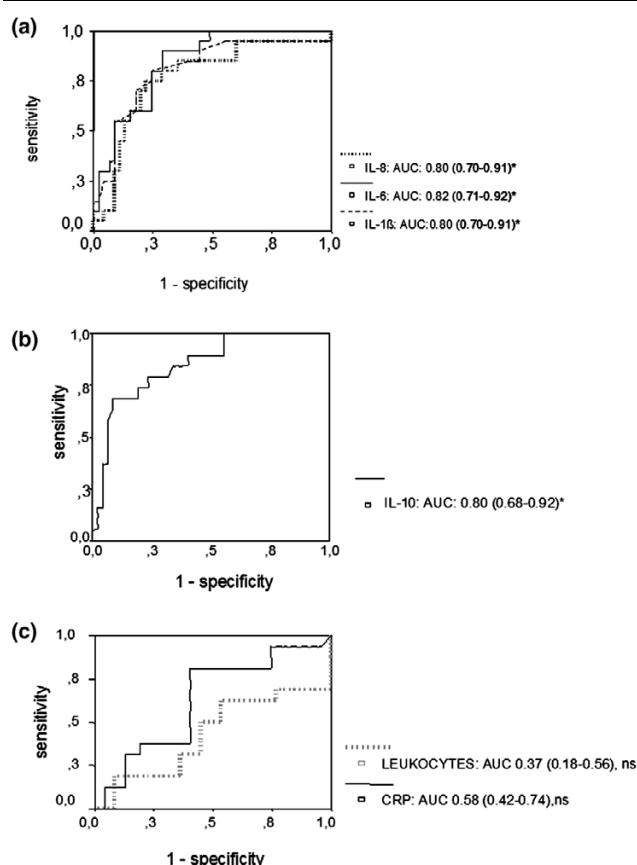 (a)
1,0
,8
,5
,3
0,0
sensitivity
0,0 ,3 ,5 ,8 1,0
1 - specificity
IL-8: AUC: 0.80 (0.70-0.91)*
IL-6: AUC: 0.82 (0.71-0.92)*
IL-1ß: AUC:0.80 (0.70-0.91)*
(b)
1,0
,8
,5
,3
0,0
sensitivity
0,0 ,3 ,5 ,8 1,0
1 - specificity
IL-10: AUC: 0.80 (0.68-0.92)*
(c)
1,0
,8
,5
,3
0,0
sensitivity
0,0 ,3 ,5 ,8 1,0
1 - specificity
LEUKOCYTES: AUC 0.37 (0.18-0.56), ns
CRP: AUC 0.58 (0.42-0.74),ns